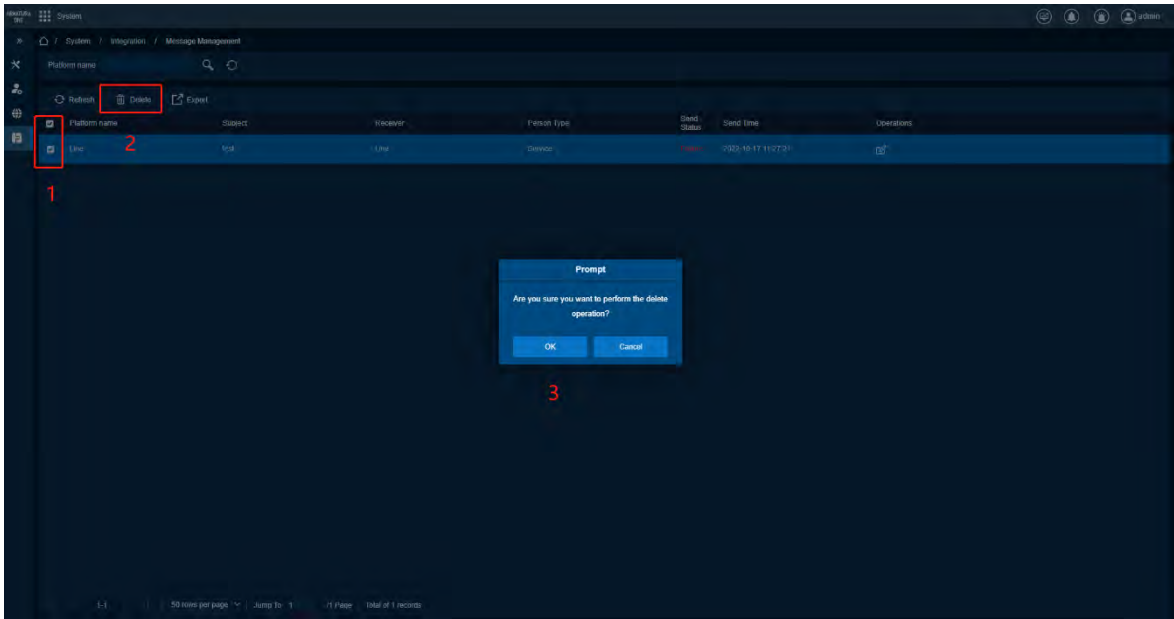 System
admin
/ System / Integration / Message Management
Platform name
Refresh Delete Export
Platform name Subject Receiver Person Type Send Status Send Time Operations
Line test Line
2
1
Prompt
Are you sure you want to perform the delete
operation?
OK Cancel
3
50 rows per page Jump To 1 /1 Page Total of 1 records